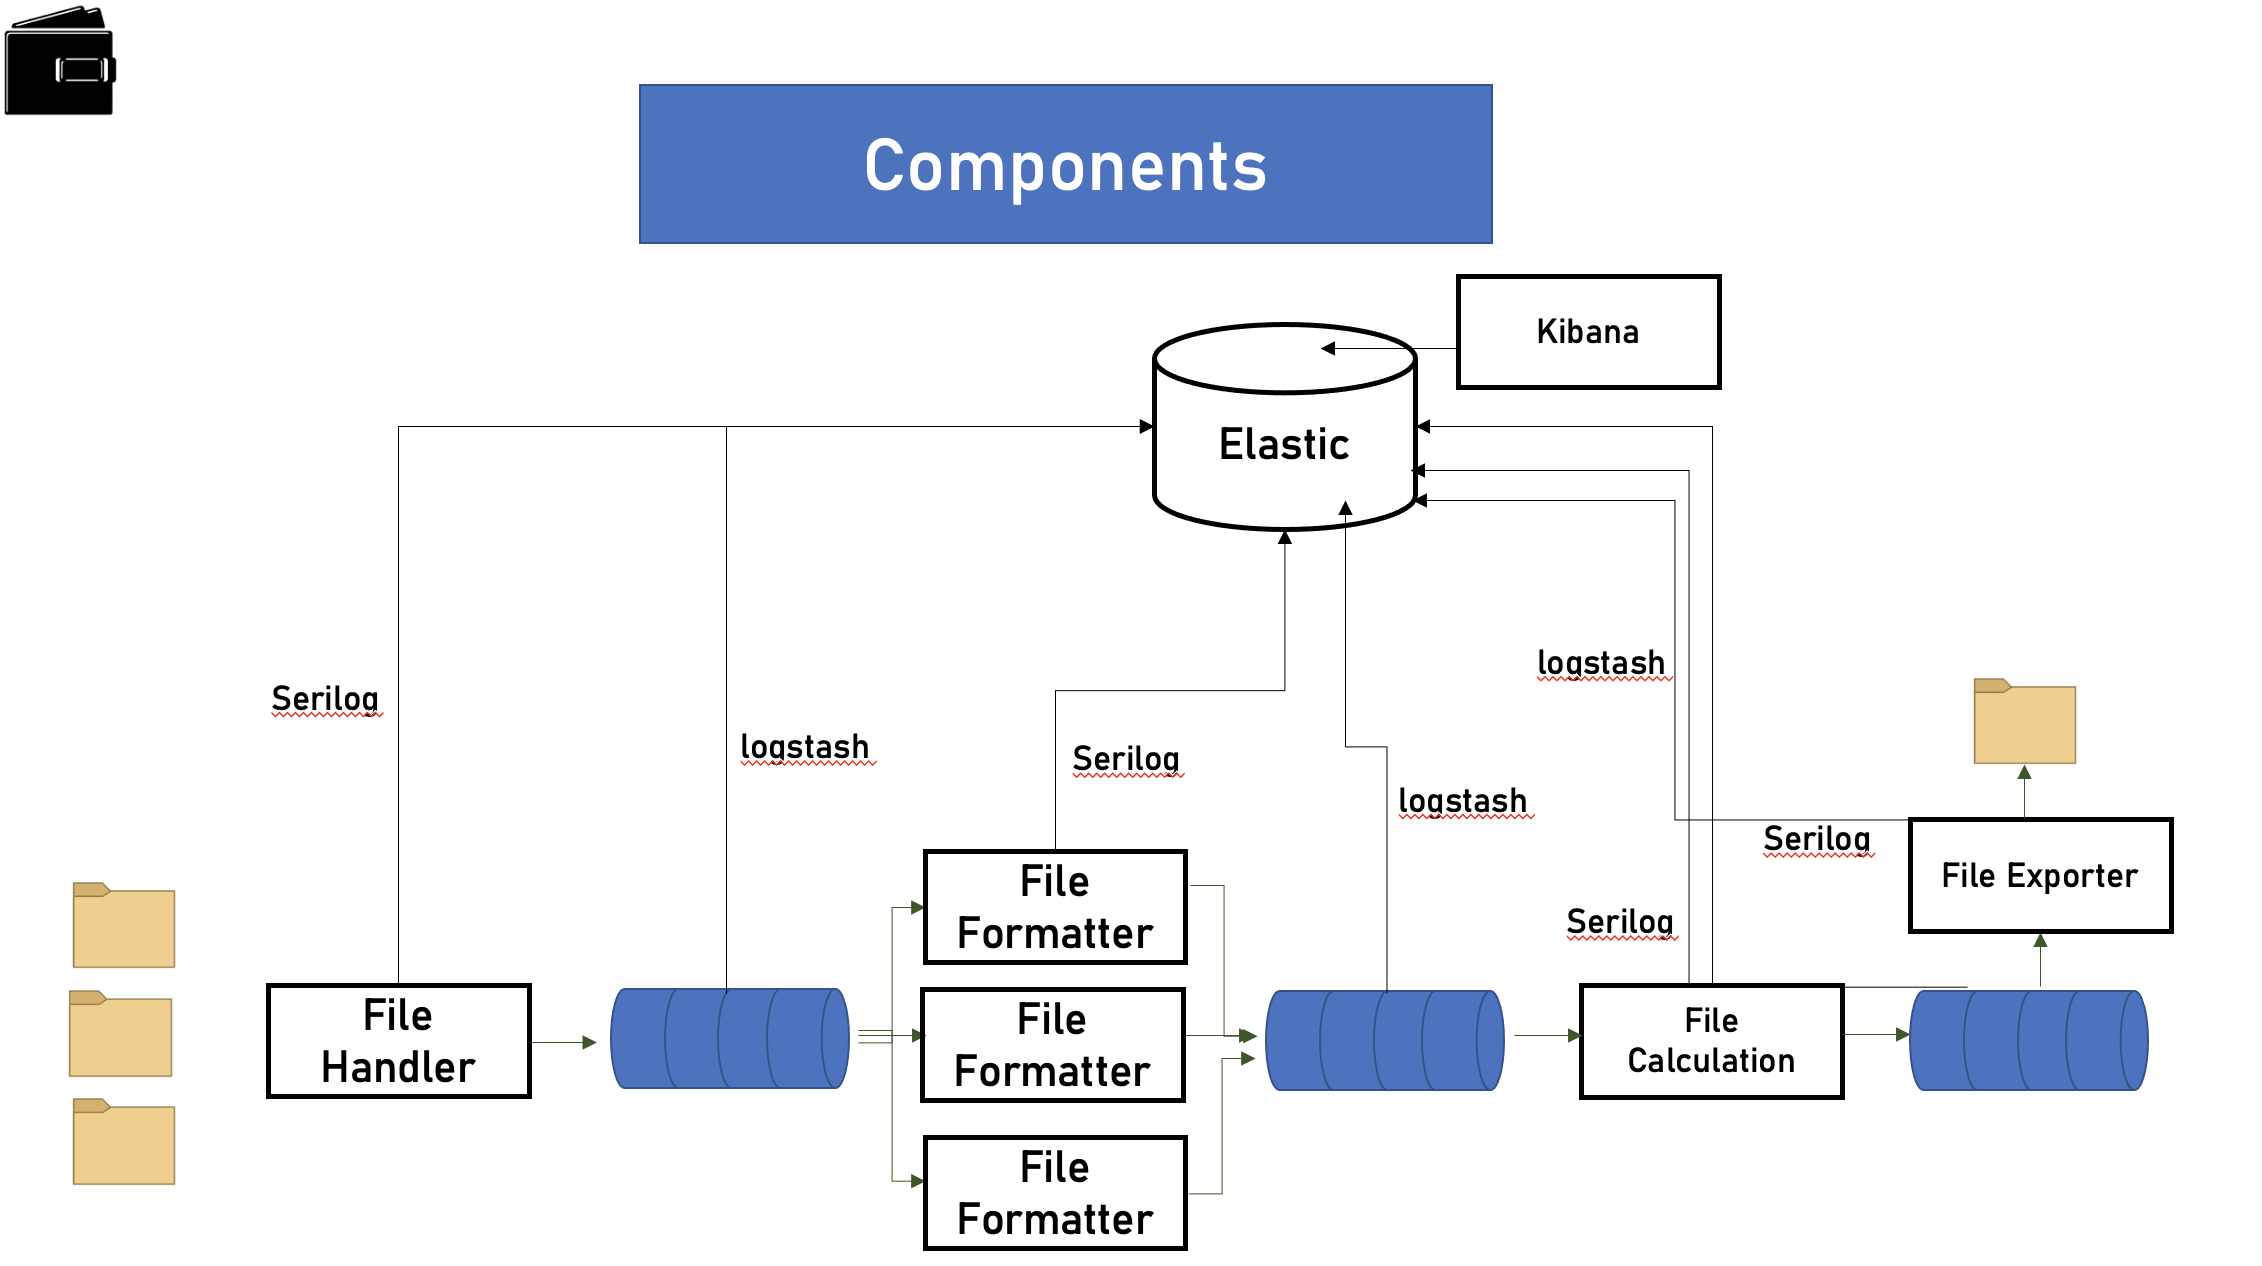 Components
Kibana
Elastic
logstash
Serilog
logstash
Serilog
logstash
Serilog
File Exporter
Serilog
File
Formatter
File
Handler
File
Formatter
File
Calculation
File
Formatter